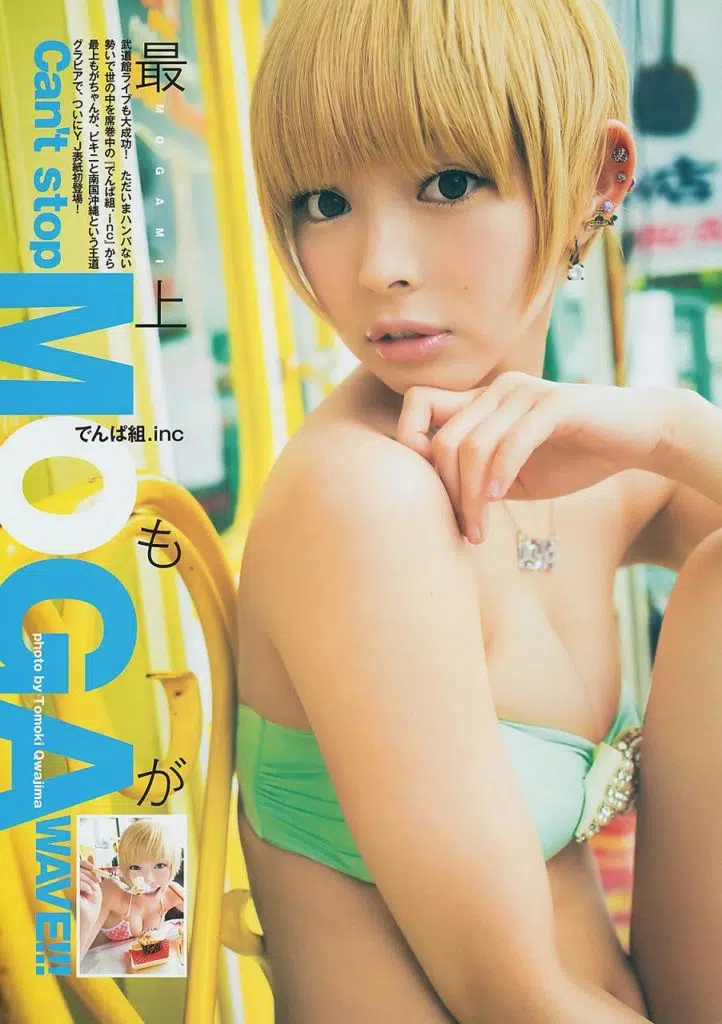 最上もが
MOGAMI
でんぱ組.inc
武道館ライブも大成功! ただいまハンパない
勢いで世の中を席巻中の『でんぱ組.inc』から
最上もがちゃんが、ビキニと南国沖縄という王道
グラビアで、ついにYJ表紙初登場!
Can't stop
MOGA
WAVE!!!
photo by Tomoki Qwajima
店